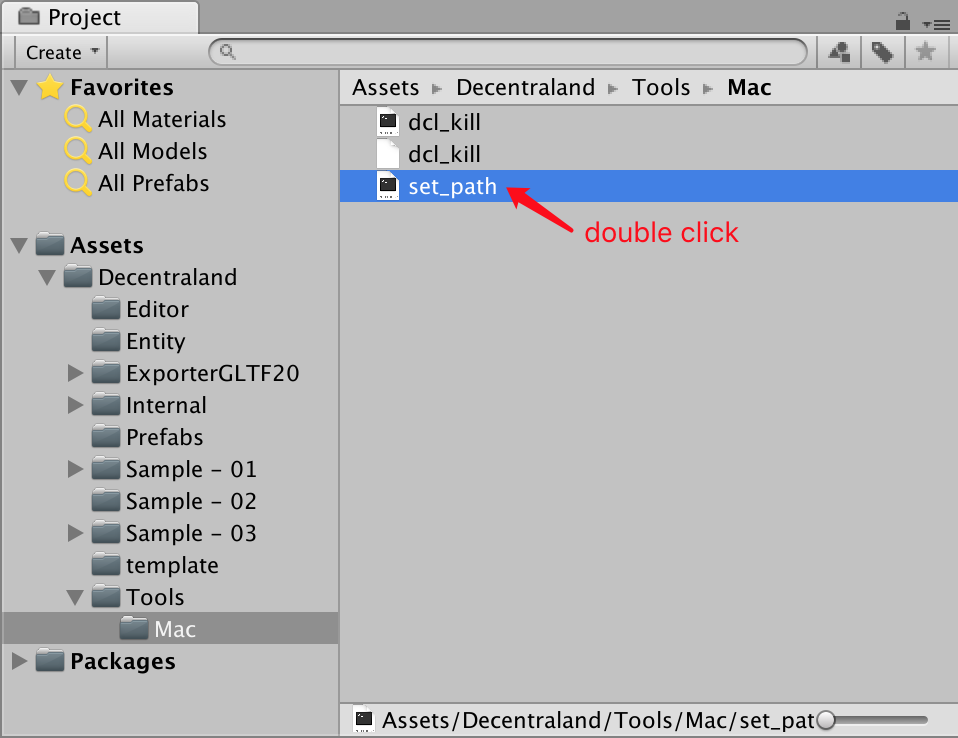 Project
Create
Favorites
All Materials
All Models
All Prefabs
Assets
Decentraland
Editor
Entity
ExporterGLTF20
Internal
Prefabs
Sample - 01
Sample - 02
Sample - 03
template
Tools
Mac
Packages
Assets Decentraland Tools Mac
dcl_kill
dcl_kill
set_path
double click
Assets/Decentraland/Tools/Mac/set_pat